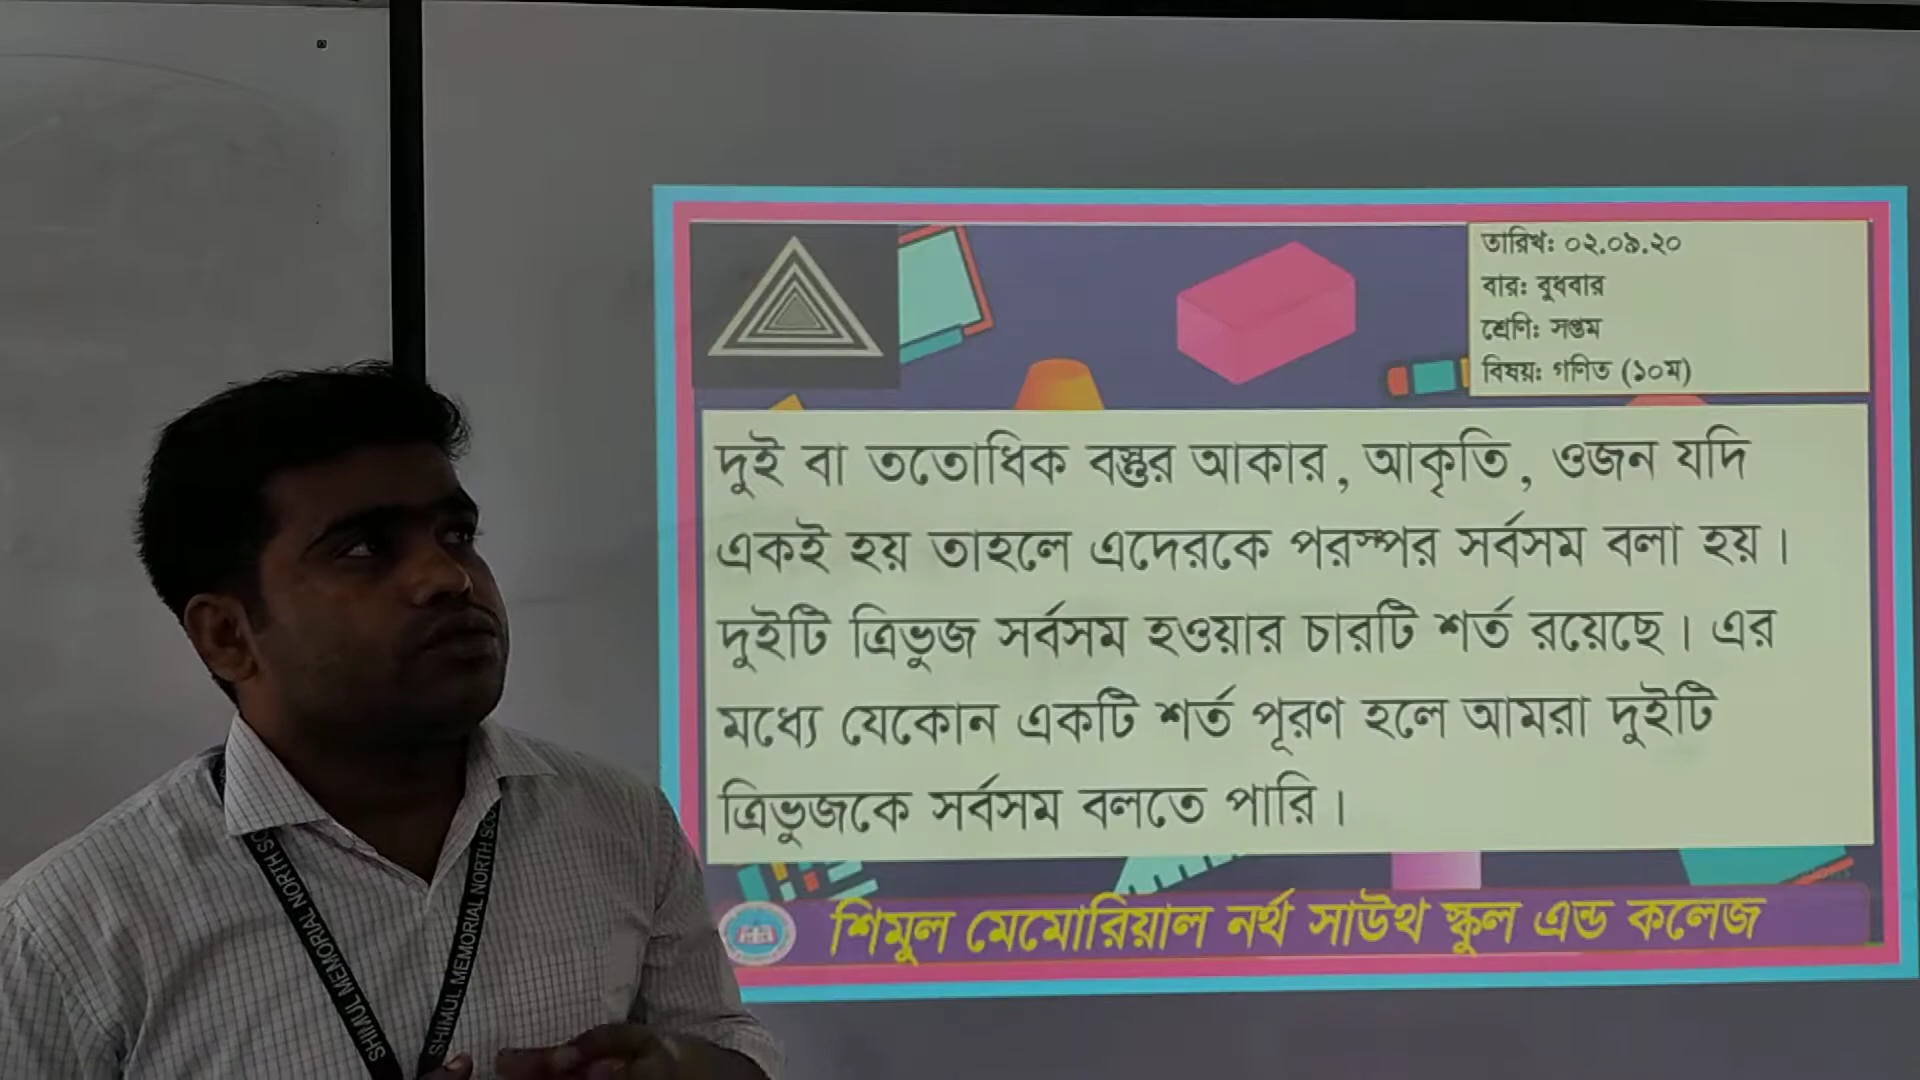 তারিখঃ ০২.০৯.২০
বারঃ বুধবার
শ্রেণিঃ সপ্তম
বিষয়ঃ গণিত (১০ম)
দুই বা ততোধিক বস্তুর আকার, আকৃতি, ওজন যদি
একই হয় তাহলে এদেরকে পরস্পর সর্বসম বলা হয়।
দুইটি ত্রিভুজ সর্বসম হওয়ার চারটি শর্ত রয়েছে। এর
মধ্যে যেকোন একটি শর্ত পূরণ হলে আমরা দুইটি
ত্রিভুজকে সর্বসম বলতে পারি।
শিমুল মেমোরিয়াল নর্থ সাউথ স্কুল এন্ড কলেজ
SHIMUL MEMORIAL NORTH SO
SHIMUL MEMORIAL NORTH SO